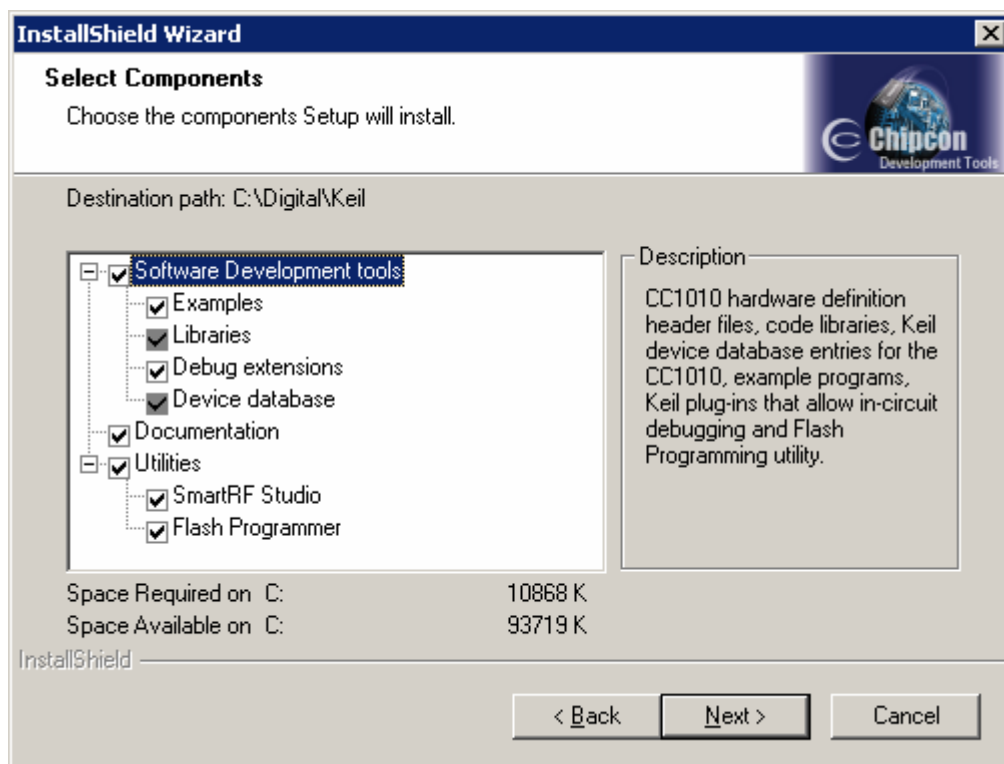 InstallShield Wizard
Select Components
Choose the components Setup will install.
Chipcon
Development Tools
Destination path: C:\Digital\Keil
Software Development tools
Examples
Libraries
Debug extensions
Device database
Documentation
Utilities
SmartRF Studio
Flash Programmer
Description
CC1010 hardware definition
header files, code libraries, Keil
device database entries for the
CC1010, example programs,
Keil plug-ins that allow in-circuit
debugging and Flash
Programming utility.
Space Required on C: 10868 K
Space Available on C: 93719 K
InstallShield
< Back Next > Cancel